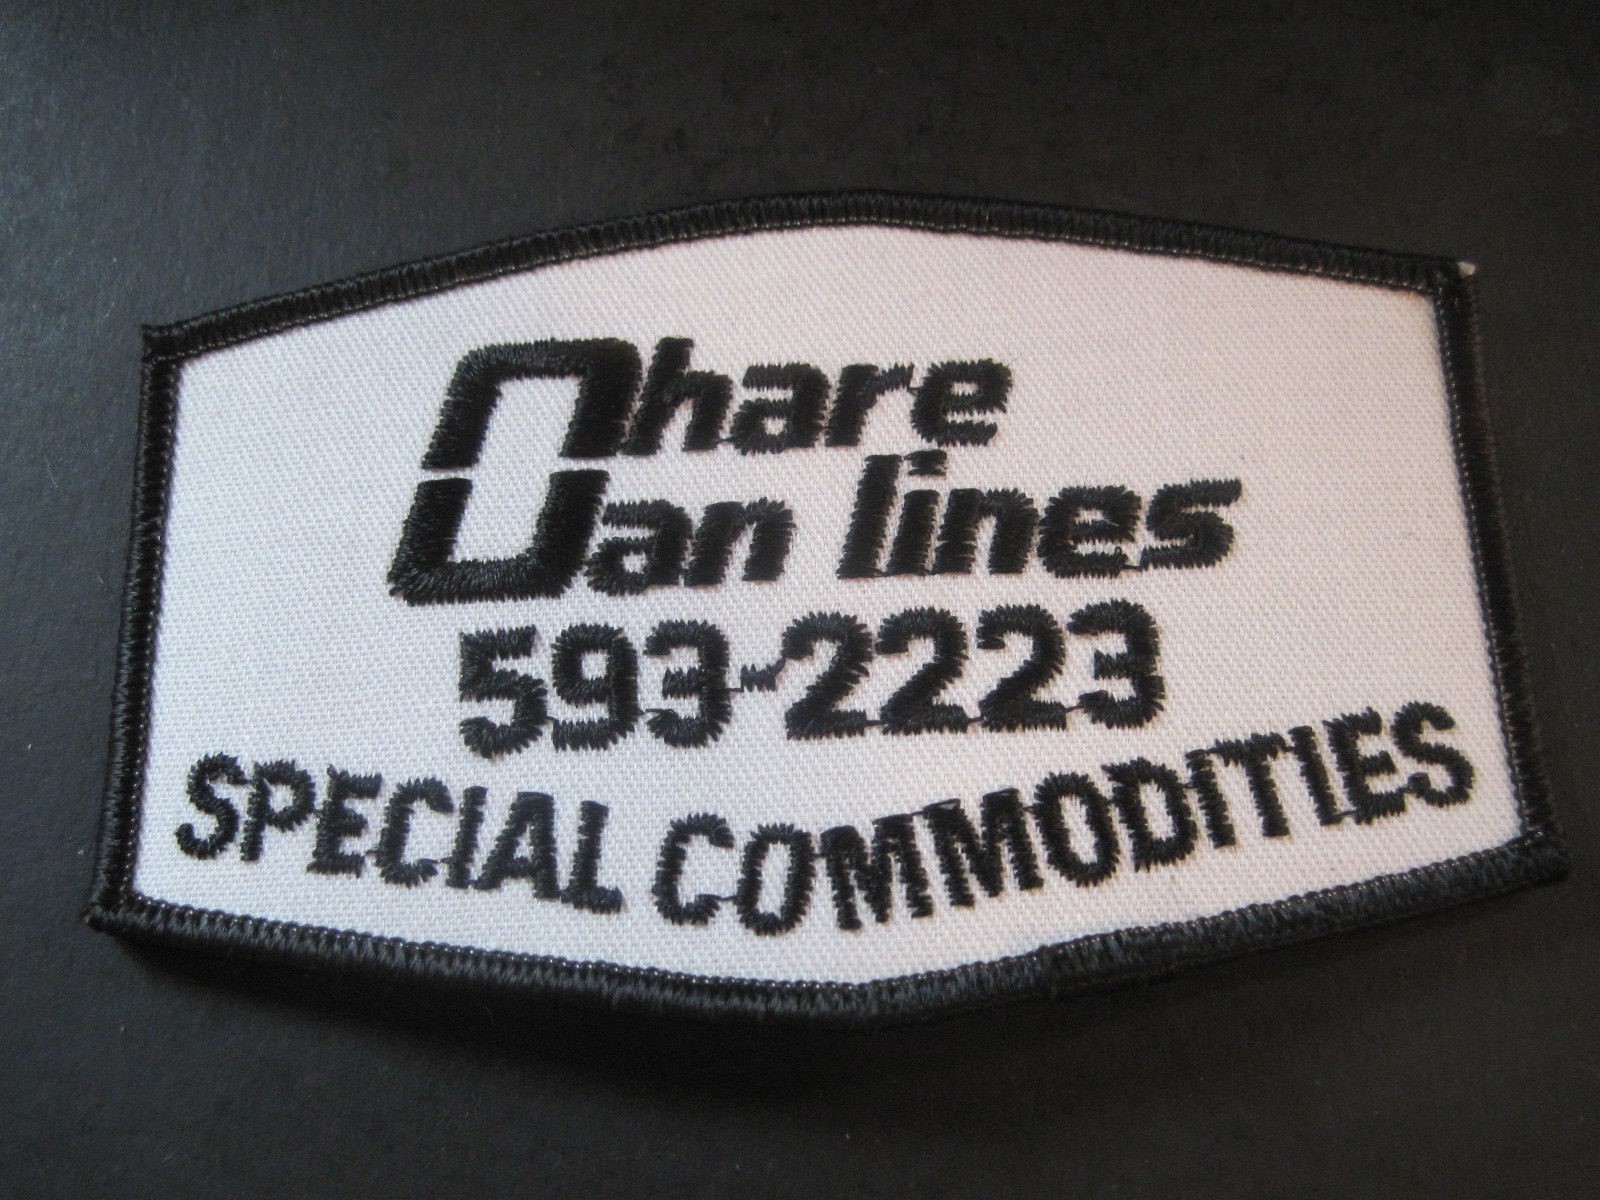 Ohare
Van lines
593-2223
SPECIAL COMMODITIES